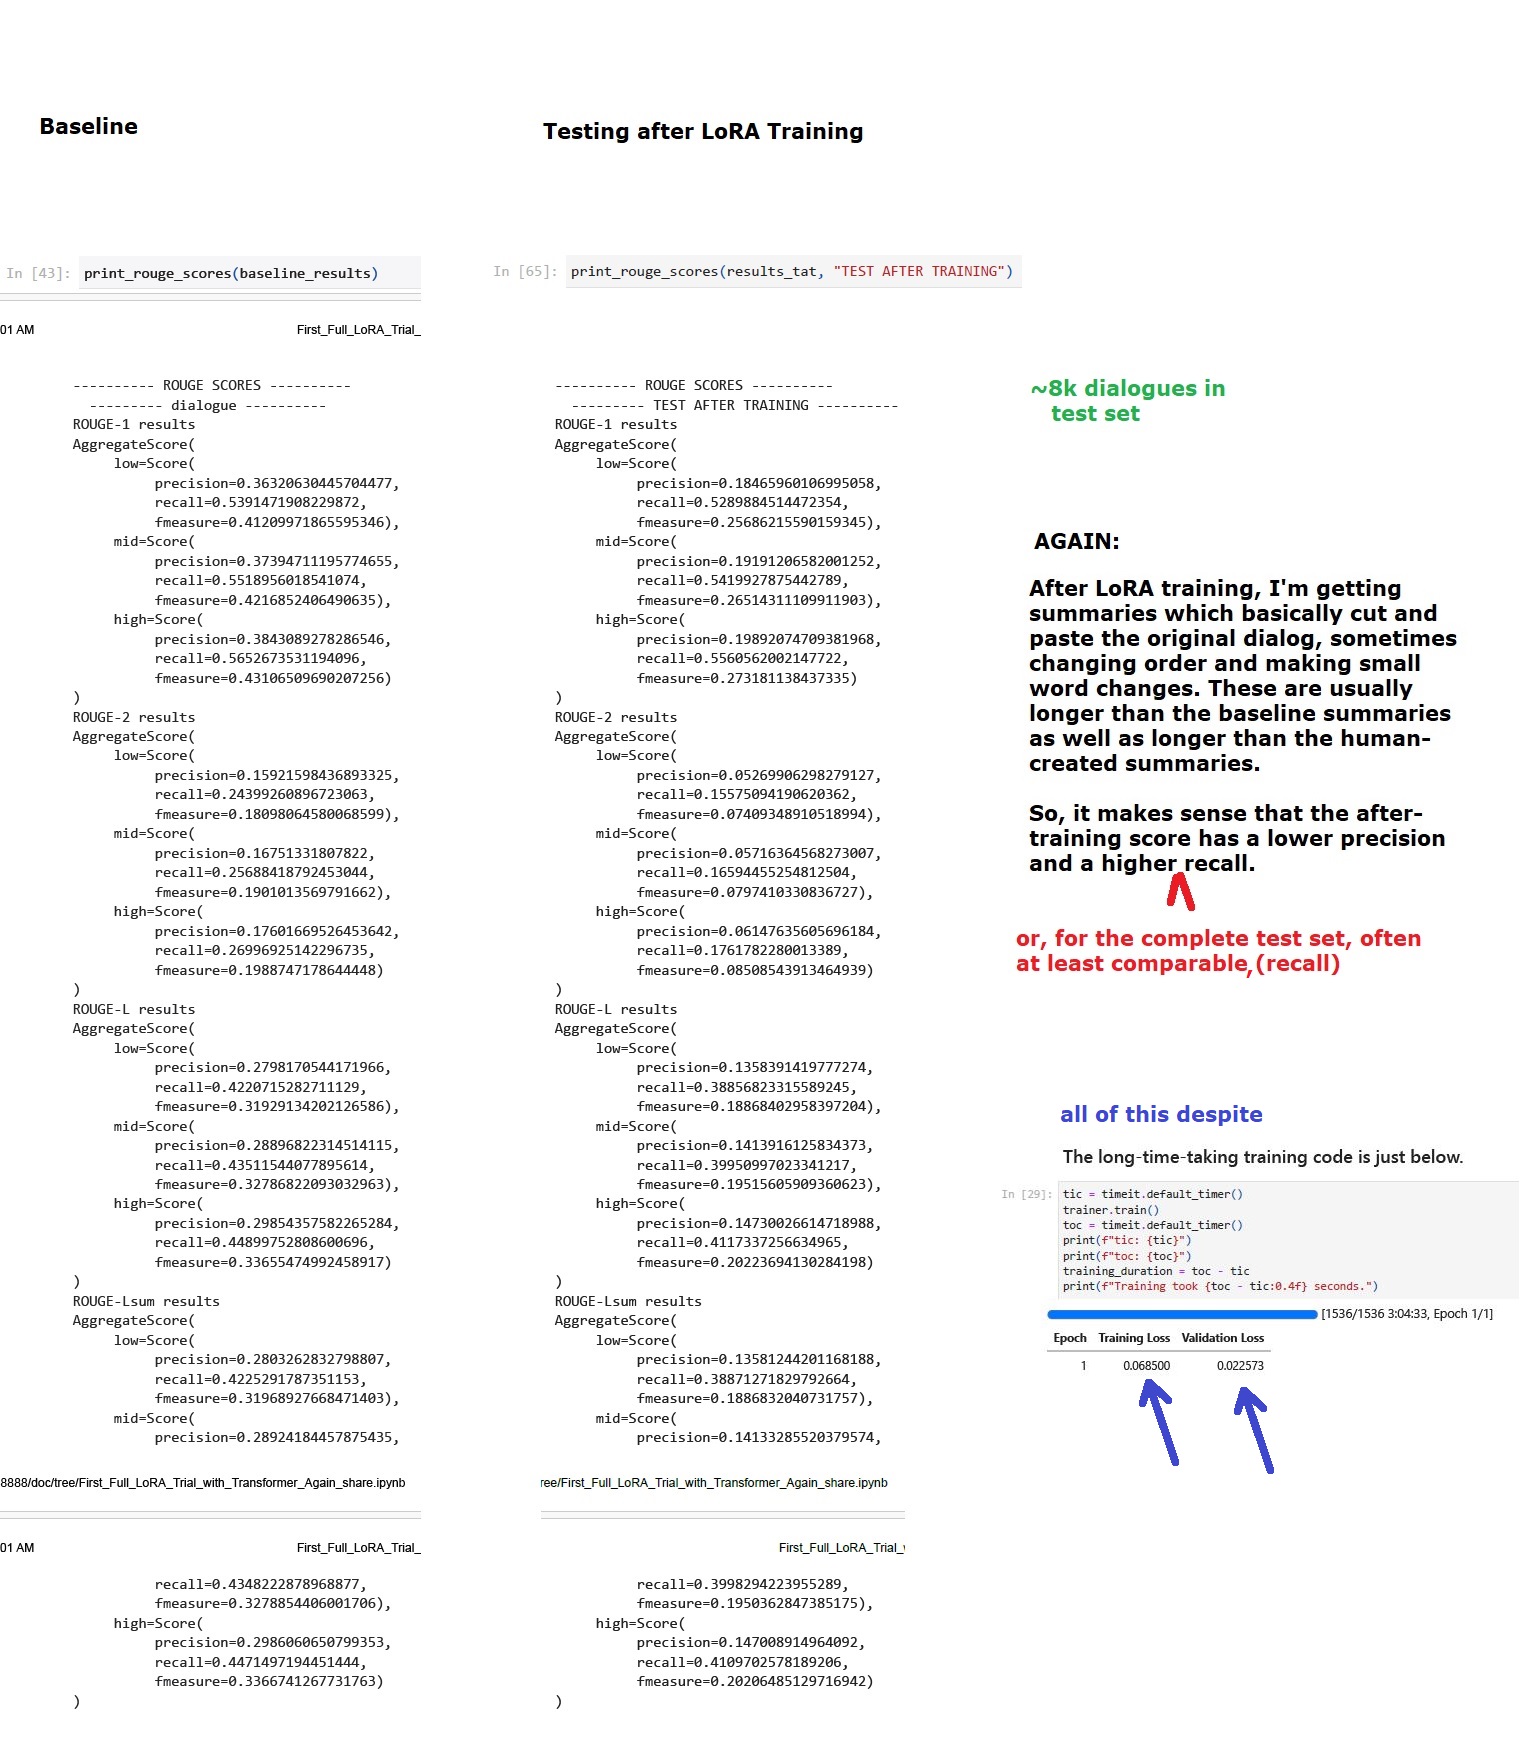 Baseline
Testing after LoRA Training
In [43]: print_rouge_scores(baseline_results)
01 AM First_Full_LoRA_Trial_
---------- ROUGE SCORES ----------
--------- dialogue ----------
ROUGE-1 results
AggregateScore(
low=Score(
precision=0.36320630445704477,
recall=0.5391471908229872,
fmeasure=0.41209971865595346),
mid=Score(
precision=0.37394711195774655,
recall=0.5518956018541074,
fmeasure=0.4216852406490635),
high=Score(
precision=0.3843089278286546,
recall=0.5652673531194096,
fmeasure=0.43106509690207256)
)
ROUGE-2 results
AggregateScore(
low=Score(
precision=0.15921598436893325,
recall=0.24399260896723063,
fmeasure=0.18098064580068599),
mid=Score(
precision=0.16751331807822,
recall=0.25688418792453044,
fmeasure=0.1901013569791662),
high=Score(
precision=0.17601669526453642,
recall=0.26996925142296735,
fmeasure=0.1988747178644448)
)
ROUGE-L results
AggregateScore(
low=Score(
precision=0.2798170544171966,
recall=0.4220715282711129,
fmeasure=0.31929134202126586),
mid=Score(
precision=0.28896822314514115,
recall=0.43511544077895614,
fmeasure=0.32786822093032963),
high=Score(
precision=0.29854357582265284,
recall=0.44899752808600696,
fmeasure=0.33655474992458917)
)
ROUGE-Lsum results
AggregateScore(
low=Score(
precision=0.2803262832798807,
recall=0.4225291787351153,
fmeasure=0.31968927668471403),
mid=Score(
precision=0.28924184457875435,
8888/doc/tree/First_Full_LoRA_Trial_with_Transformer_Again_share.ipynb
01 AM First_Full_LoRA_Trial_
recall=0.4348222878968877,
fmeasure=0.3278854406001706),
high=Score(
precision=0.2986060650799353,
recall=0.4471497194451444,
fmeasure=0.3366741267731763)
)
In [65]: print_rouge_scores(results_tat, "TEST AFTER TRAINING")
---------- ROUGE SCORES ----------
--------- TEST AFTER TRAINING ----------
ROUGE-1 results
AggregateScore(
low=Score(
precision=0.18465960106995058,
recall=0.5289884514472354,
fmeasure=0.25686215590159345),
mid=Score(
precision=0.19191206582001252,
recall=0.5419927875442789,
fmeasure=0.26514311109911903),
high=Score(
precision=0.19892074709381968,
recall=0.5560562002147722,
fmeasure=0.273181138437335)
)
ROUGE-2 results
AggregateScore(
low=Score(
precision=0.05269906298279127,
recall=0.15575094190620362,
fmeasure=0.07409348910518994),
mid=Score(
precision=0.05716364568273007,
recall=0.16594455254812504,
fmeasure=0.0797410330836727),
high=Score(
precision=0.06147635605696184,
recall=0.1761782280013389,
fmeasure=0.08508543913464939)
)
ROUGE-L results
AggregateScore(
low=Score(
precision=0.1358391419777274,
recall=0.38856823315589245,
fmeasure=0.18868402958397204),
mid=Score(
precision=0.1413916125834373,
recall=0.39950997023341217,
fmeasure=0.19515605909360623),
high=Score(
precision=0.14730026614718988,
recall=0.4117337256634965,
fmeasure=0.20223694130284198)
)
ROUGE-Lsum results
AggregateScore(
low=Score(
precision=0.13581244201168188,
recall=0.38871271829792664,
fmeasure=0.1886832040731757),
mid=Score(
precision=0.14133285520379574,
ree/First_Full_LoRA_Trial_with_Transformer_Again_share.ipynb
First_Full_LoRA_Trial_
recall=0.3998294223955289,
fmeasure=0.1950362847385175),
high=Score(
precision=0.147008914964092,
recall=0.4109702578189206,
fmeasure=0.20206485129716942)
)
~8k dialogues in
test set
AGAIN:
After LoRA training, I'm getting
summaries which basically cut and
paste the original dialog, sometimes
changing order and making small
word changes. These are usually
longer than the baseline summaries
as well as longer than the human-
created summaries.
So, it makes sense that the after-
training score has a lower precision
and a higher recall.
or, for the complete test set, often
at least comparable,(recall)
all of this despite
The long-time-taking training code is just below.
In [29]: tic = timeit.default_timer()
trainer.train()
toc = timeit.default_timer()
print(f"tic: {tic}")
print(f"toc: {toc}")
training_duration = toc - tic
print(f"Training took {toc - tic:0.4f} seconds.")
[1536/1536 3:04:33, Epoch 1/1]
Epoch Training Loss Validation Loss
1 0.068500 0.022573